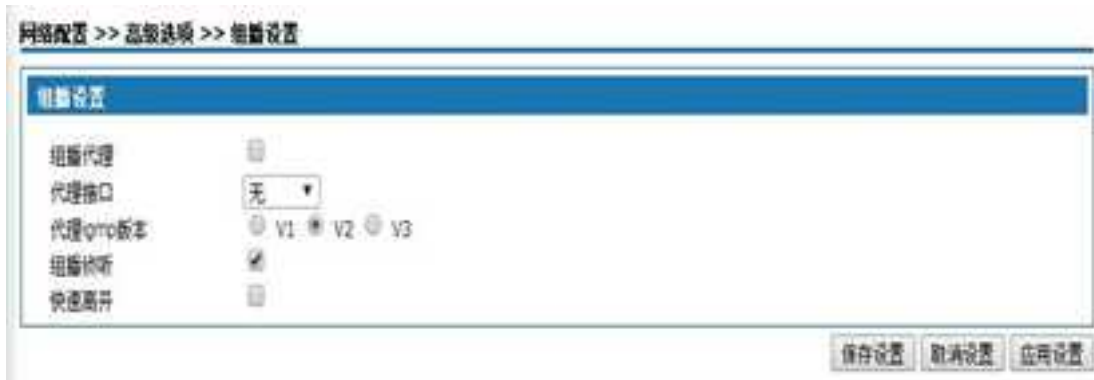 网络配置 >> 高级选项 >> 组播设置
组播设置
组播代理
代理接口 无
代理igmp版本 V1 V2 V3
组播侦听
快速离开
保存设置 取消设置 应用设置